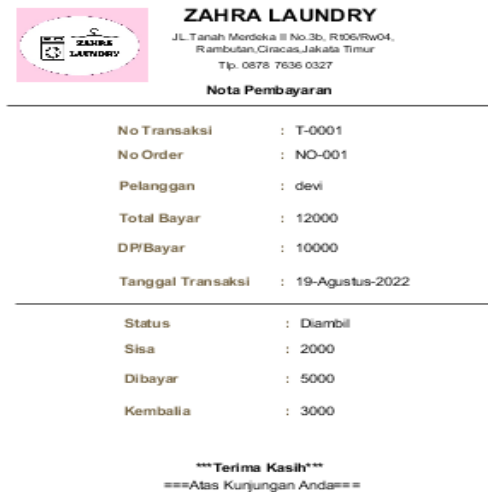 ZAHRA LAUNDRY
ZAHRA
LAUNDRY
JL.Tanah Merdeka II No.3b, Rt06/Rw04,
Rambutan,Ciracas,Jakata Timur
Tlp. 0878 7636 0327
Nota Pembayaran
No Transaksi : T-0001
No Order : NO-001
Pelanggan : devi
Total Bayar : 12000
DP/Bayar : 10000
Tanggal Transaksi : 19-Agustus-2022
Status : Diambil
Sisa : 2000
Dibayar : 5000
Kembalia : 3000
***Terima Kasih***
===Atas Kunjungan Anda===